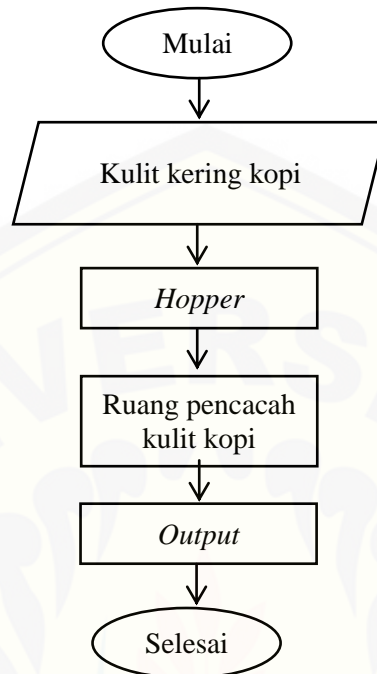 Mulai
Kulit kering kopi
Hopper
Ruang pencacah
kulit kopi
Output
Selesai